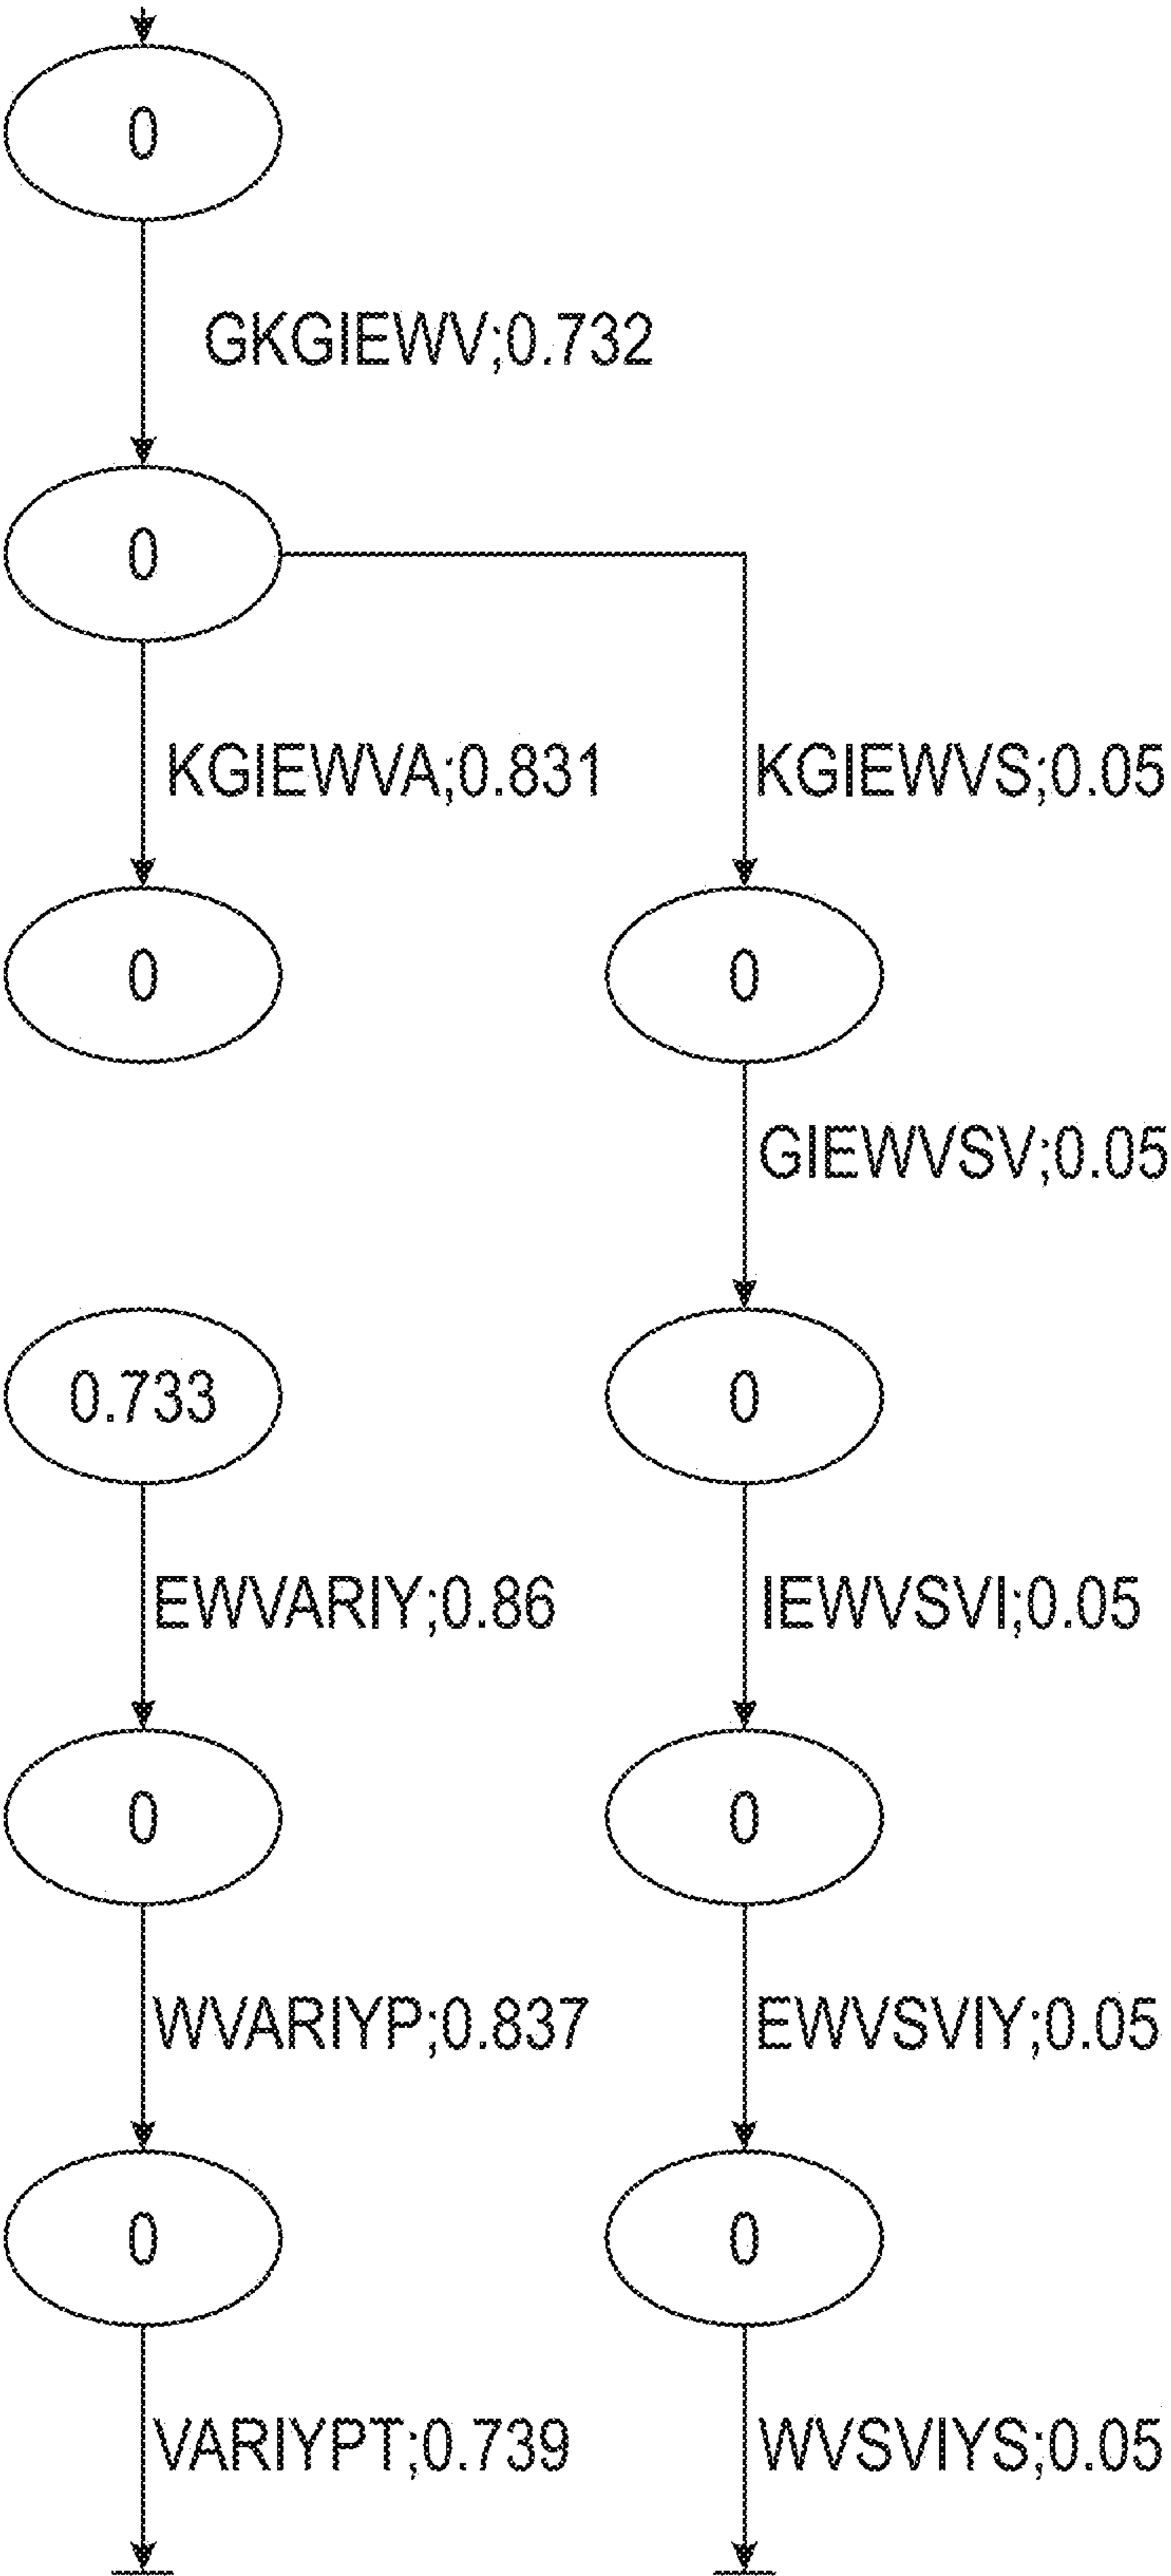 0
GKGIEWV;0.732
0
KGIEWVA;0.831
KGIEWVS;0.05
0
0
GIEWVSV;0.05
0.733
0
EWVARIY;0.86
IEWVSVI;0.05
0
0
WVARIYP;0.837
EWVSVIY;0.05
0
0
VARIYPT;0.739
WVSVIYS;0.05